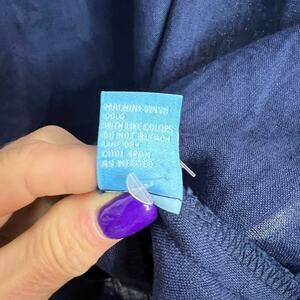 MACHINE WASH
COLD
WITH LIKE COLORS
DO NOT BLEACH
LINE DRY
COOL IRON
AS NEEDED